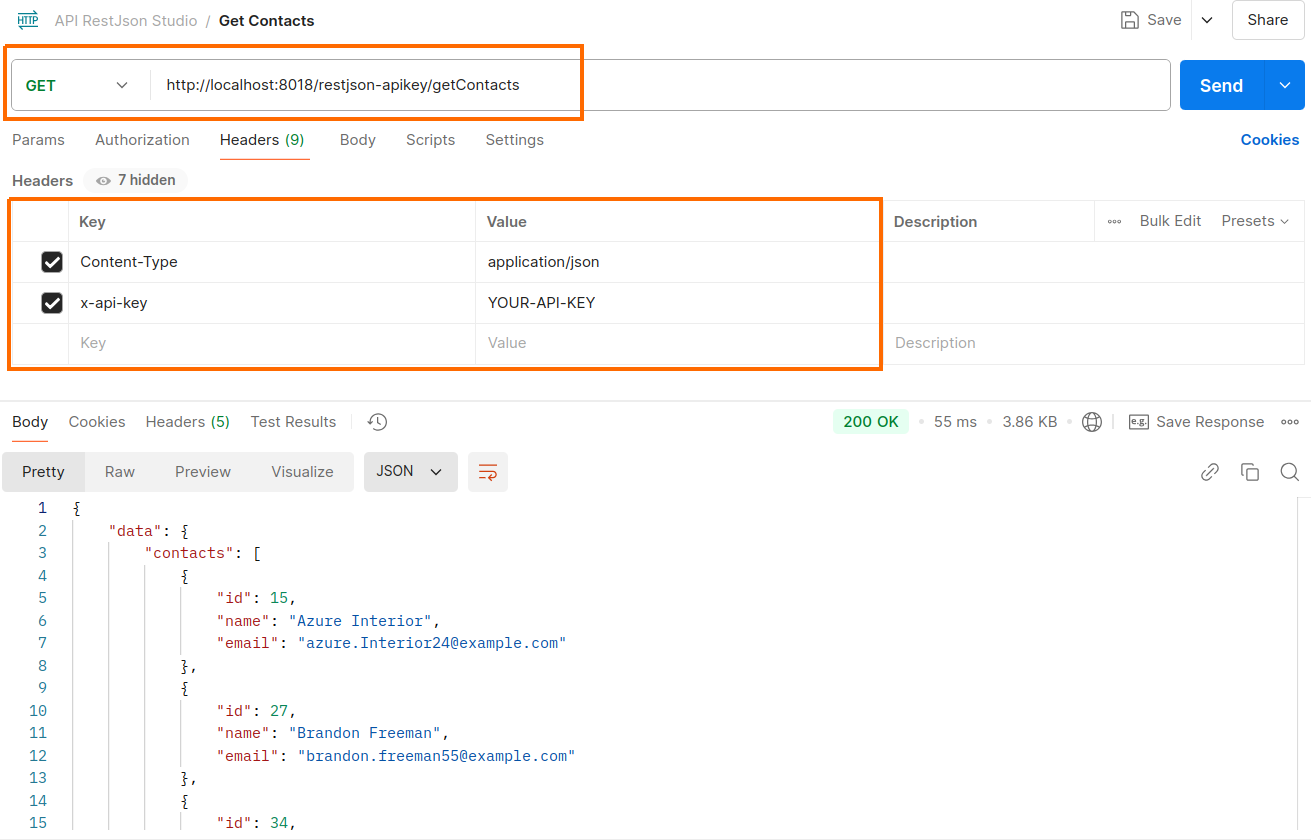 HTTP API RestJson Studio / Get Contacts Save Share
GET http://localhost:8018/restjson-apikey/getContacts Send
Params Authorization Headers (9) Body Scripts Settings Cookies
Headers 7 hidden
Key Value Description Bulk Edit Presets
Content-Type application/json
x-api-key YOUR-API-KEY
Key Value Description
Body Cookies Headers (5) Test Results 200 OK • 55 ms • 3.86 KB • e.g. Save Response
Pretty Raw Preview Visualize JSON
1 {
2 "data": {
3 "contacts": [
4 {
5 "id": 15,
6 "name": "Azure Interior",
7 "email": "azure.Interior24@example.com"
8 },
9 {
10 "id": 27,
11 "name": "Brandon Freeman",
12 "email": "brandon.freeman55@example.com"
13 },
14 {
15 "id": 34,